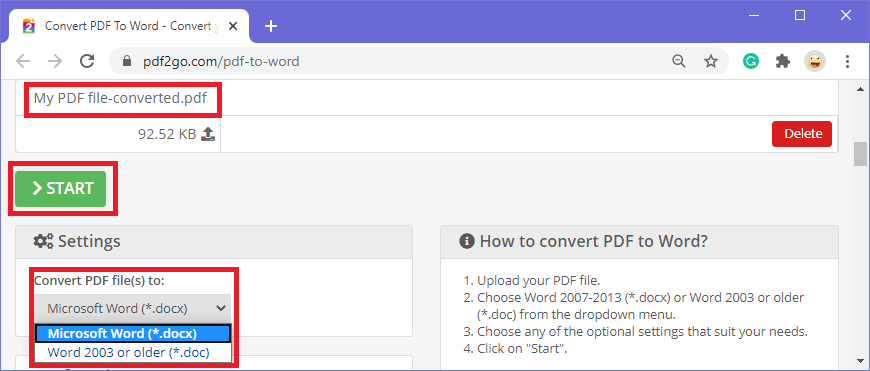 Convert PDF To Word - Convert y
pdf2go.com/pdf-to-word
My PDF file-converted.pdf
92.52 KB
Delete
START
Settings
Convert PDF file(s) to:
Microsoft Word (*.docx)
Microsoft Word (*.docx)
Word 2003 or older (*.doc)
How to convert PDF to Word?
1. Upload your PDF file.
2. Choose Word 2007-2013 (*.docx) or Word 2003 or older
(*.doc) from the dropdown menu.
3. Choose any of the optional settings that suit your needs.
4. Click on "Start".